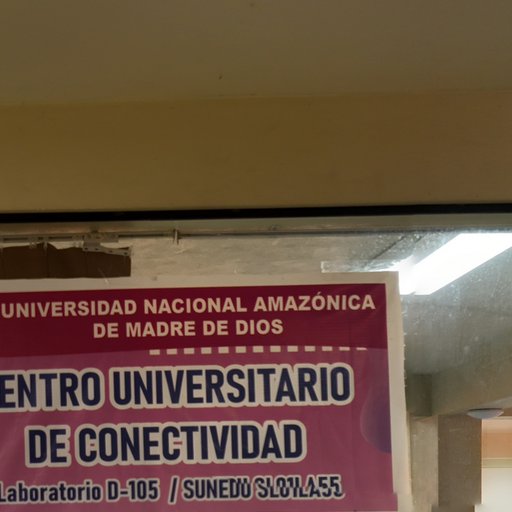 UNIVERSIDAD NACIONAL AMAZÓNICA
DE MADRE DE DIOS
ENTRO UNIVERSITARIO
DE CONECTIVIDAD
Laboratorio D-105 / SUNEDU